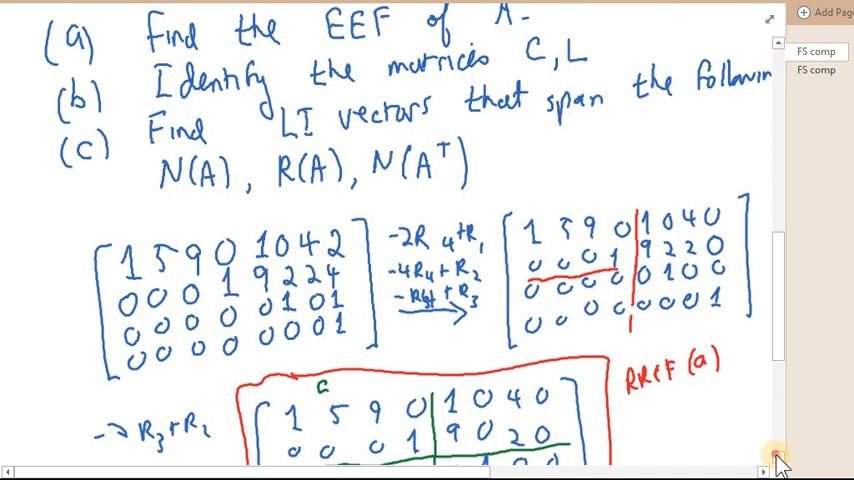 (a) Find the EEF of A.
(b) Identify the matrices C, L
(c) Find LI vectors that span the followin
N(A), R(A), N(Aᵀ)
1 5 9 0 1 0 4 2
0 0 0 1 9 2 2 4
0 0 0 0 0 1 0 1
0 0 0 0 0 0 0 1
-2R4+R1
-4R4+R2
-R4+R3
1 5 9 0 1 0 4 0
0 0 0 1 9 2 2 0
0 0 0 0 0 1 0 0
0 0 0 0 0 0 0 1
RREF (a)
-2R3+R2
C
1 5 9 0 1 0 4 0
0 0 0 1 9 0 2 0
1 0 0
Add Page
FS comp
FS comp